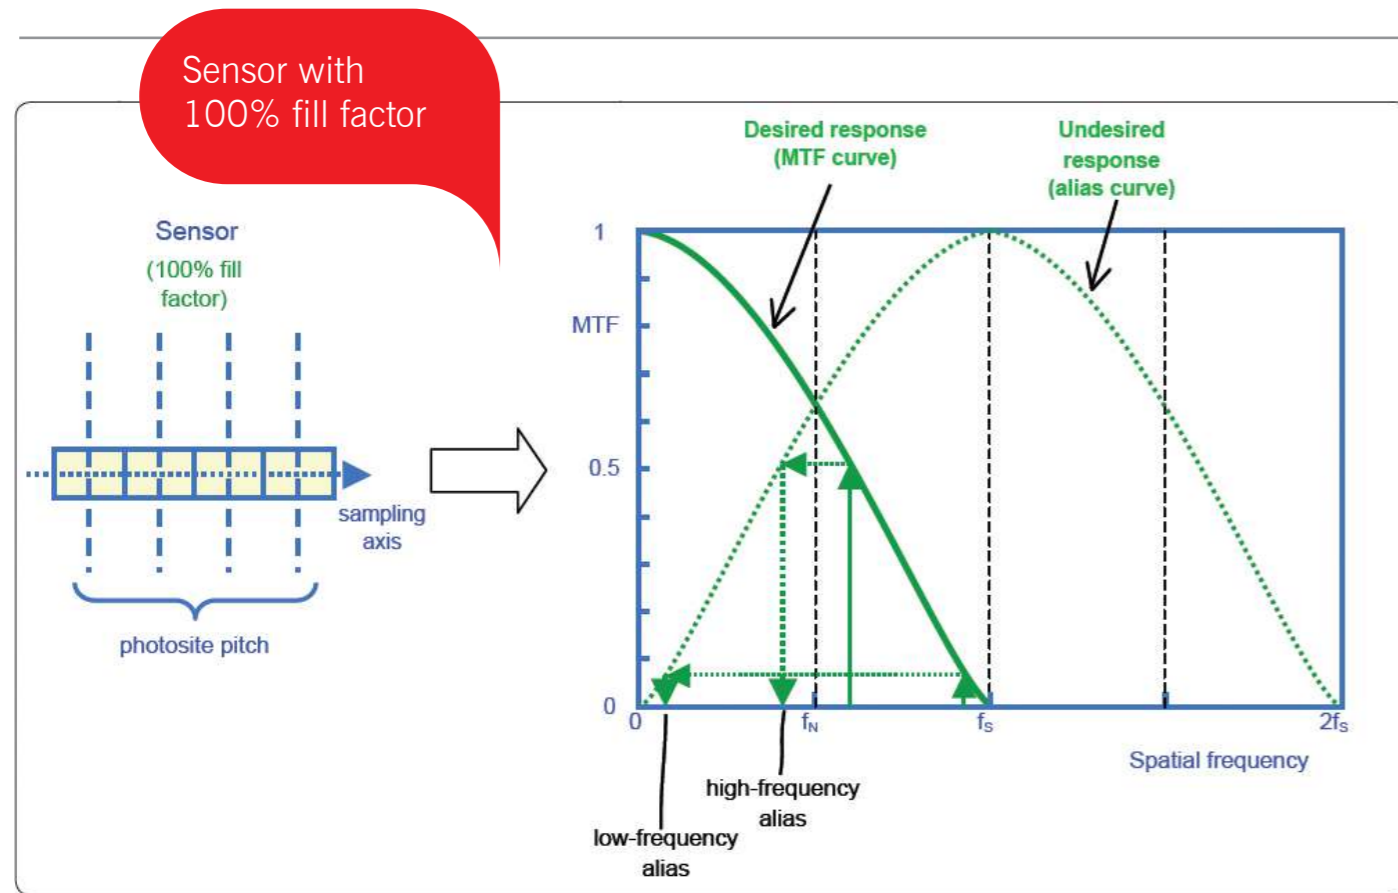 Sensor with
100% fill factor
Sensor
(100% fill
factor)
sampling
axis
photosite pitch
Desired response
(MTF curve)
Undesired
response
(alias curve)
1
MTF
0.5
0
0
fN
fS
2fS
Spatial frequency
high-frequency
alias
low-frequency
alias